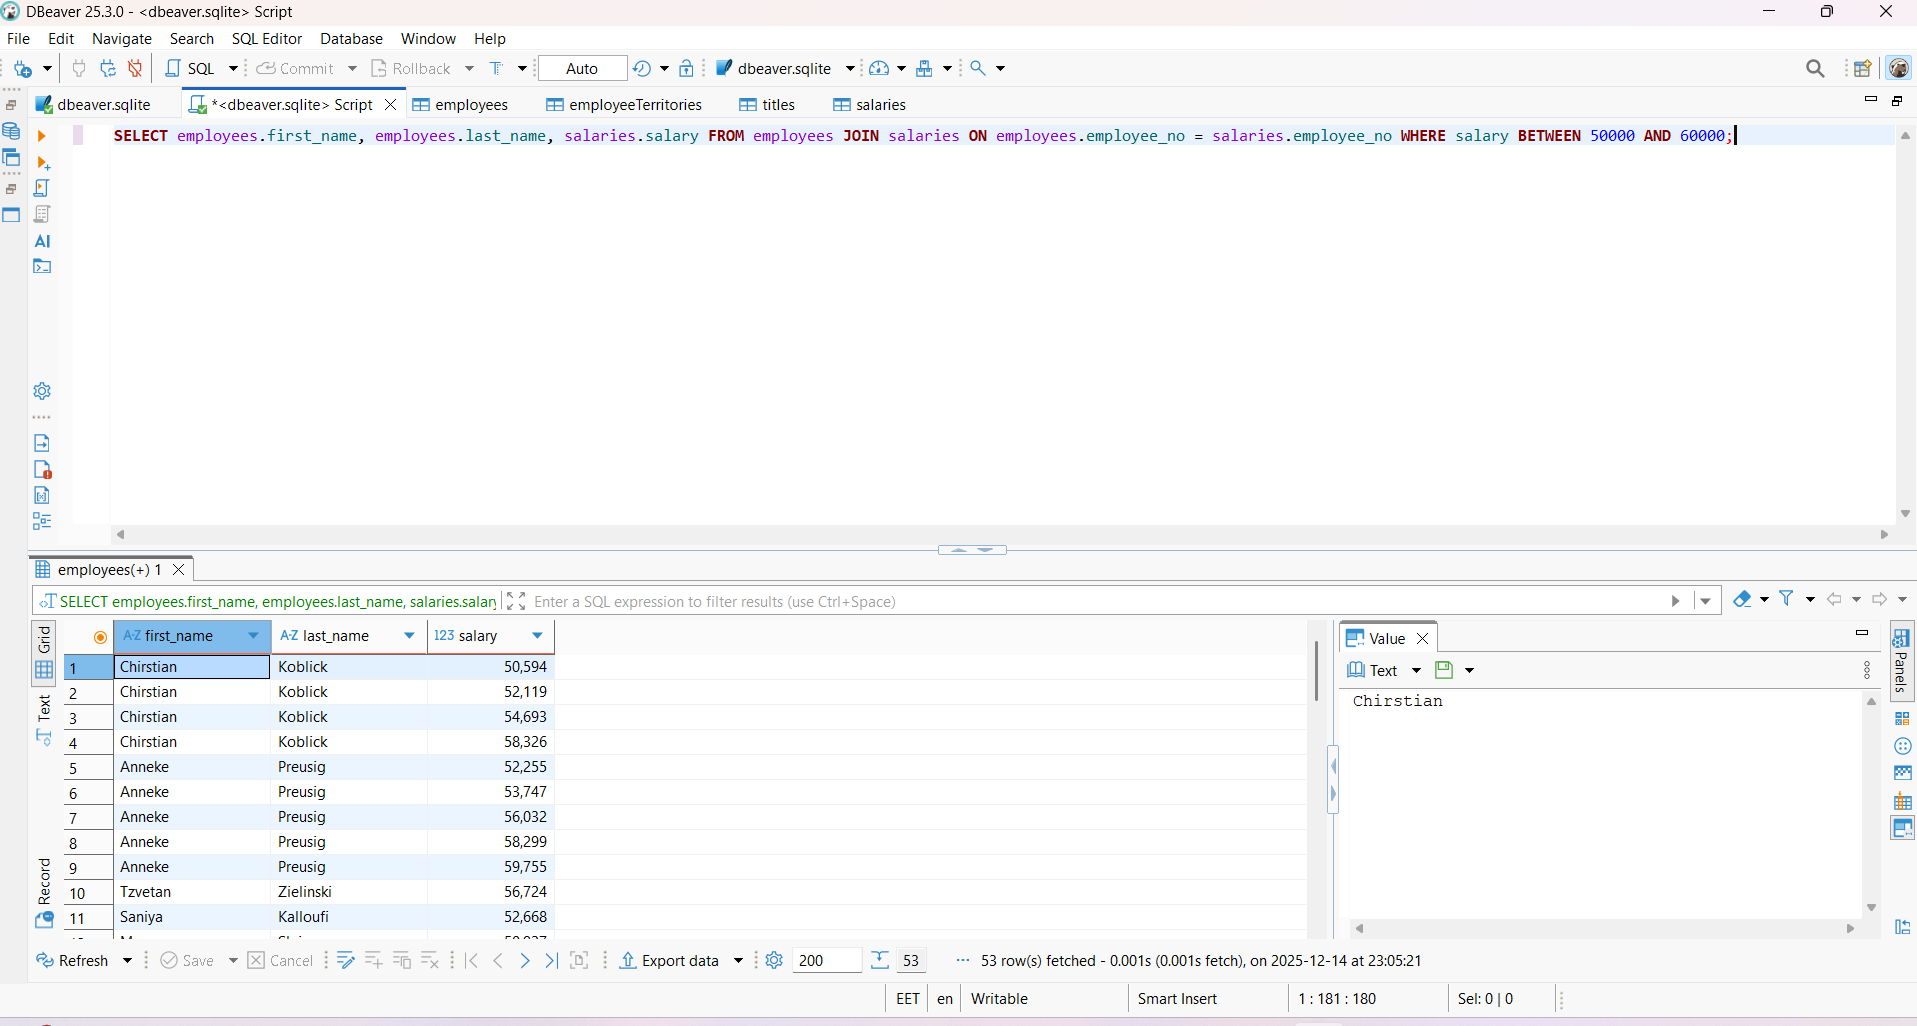 DBeaver 25.3.0 - <dbeaver.sqlite> Script
File Edit Navigate Search SQL Editor Database Window Help
SQL Commit Rollback T Auto dbeaver.sqlite
dbeaver.sqlite *<dbeaver.sqlite> Script employees employeeTerritories titles salaries
SELECT employees.first_name, employees.last_name, salaries.salary FROM employees JOIN salaries ON employees.employee_no = salaries.employee_no WHERE salary BETWEEN 50000 AND 60000;
AI
employees(+) 1
SELECT employees.first_name, employees.last_name, salaries.salary Enter a SQL expression to filter results (use Ctrl+Space)
Grid
Text
Record
A-Z first_name A-Z last_name 123 salary
1 Chirstian Koblick 50,594
2 Chirstian Koblick 52,119
3 Chirstian Koblick 54,693
4 Chirstian Koblick 58,326
5 Anneke Preusig 52,255
6 Anneke Preusig 53,747
7 Anneke Preusig 56,032
8 Anneke Preusig 58,299
9 Anneke Preusig 59,755
10 Tzvetan Zielinski 56,724
11 Saniya Kalloufi 52,668
Value
Text
Chirstian
Panels
Refresh Save Cancel Export data 200 53 ··· 53 row(s) fetched - 0.001s (0.001s fetch), on 2025-12-14 at 23:05:21
EET en Writable Smart Insert 1 : 181 : 180 Sel: 0 | 0